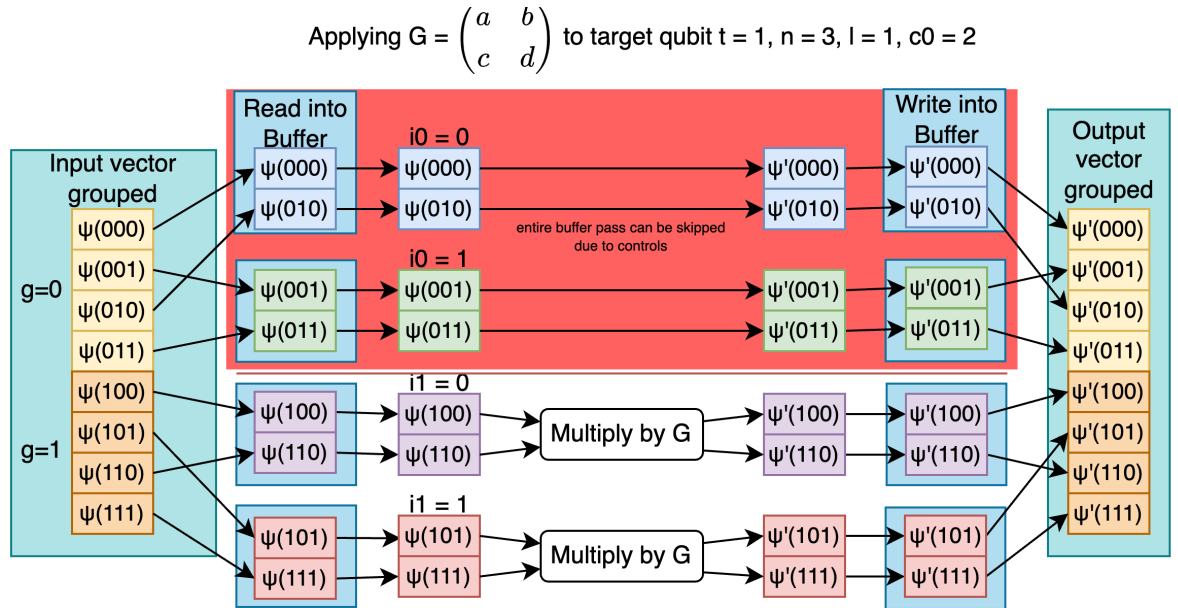 Applying G = ( a b
c d ) to target qubit t = 1, n = 3, l = 1, c0 = 2
Input vector
grouped
g=0
ψ(000)
ψ(001)
ψ(010)
ψ(011)
g=1
ψ(100)
ψ(101)
ψ(110)
ψ(111)
Read into
Buffer
ψ(000)
ψ(010)
i0 = 0
ψ(000)
ψ(010)
entire buffer pass can be skipped
due to controls
ψ'(000)
ψ'(010)
Write into
Buffer
ψ'(000)
ψ'(010)
ψ(001)
ψ(011)
i0 = 1
ψ(001)
ψ(011)
ψ'(001)
ψ'(011)
ψ'(001)
ψ'(011)
ψ(100)
ψ(110)
i1 = 0
ψ(100)
ψ(110)
Multiply by G
ψ'(100)
ψ'(110)
ψ'(100)
ψ'(110)
ψ(101)
ψ(111)
i1 = 1
ψ(101)
ψ(111)
Multiply by G
ψ'(101)
ψ'(111)
ψ'(101)
ψ'(111)
Output
vector
grouped
ψ'(000)
ψ'(001)
ψ'(010)
ψ'(011)
ψ'(100)
ψ'(101)
ψ'(110)
ψ'(111)